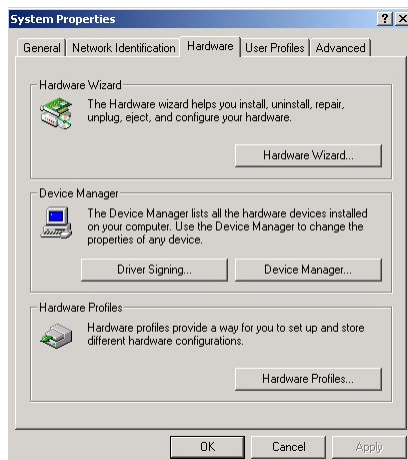 System Properties
? x
General Network Identification Hardware User Profiles Advanced
Hardware Wizard
The Hardware wizard helps you install, uninstall, repair,
unplug, eject, and configure your hardware.
Hardware Wizard...
Device Manager
The Device Manager lists all the hardware devices installed
on your computer. Use the Device Manager to change the
properties of any device.
Driver Signing... Device Manager...
Hardware Profiles
Hardware profiles provide a way for you to set up and store
different hardware configurations.
Hardware Profiles...
OK Cancel Apply